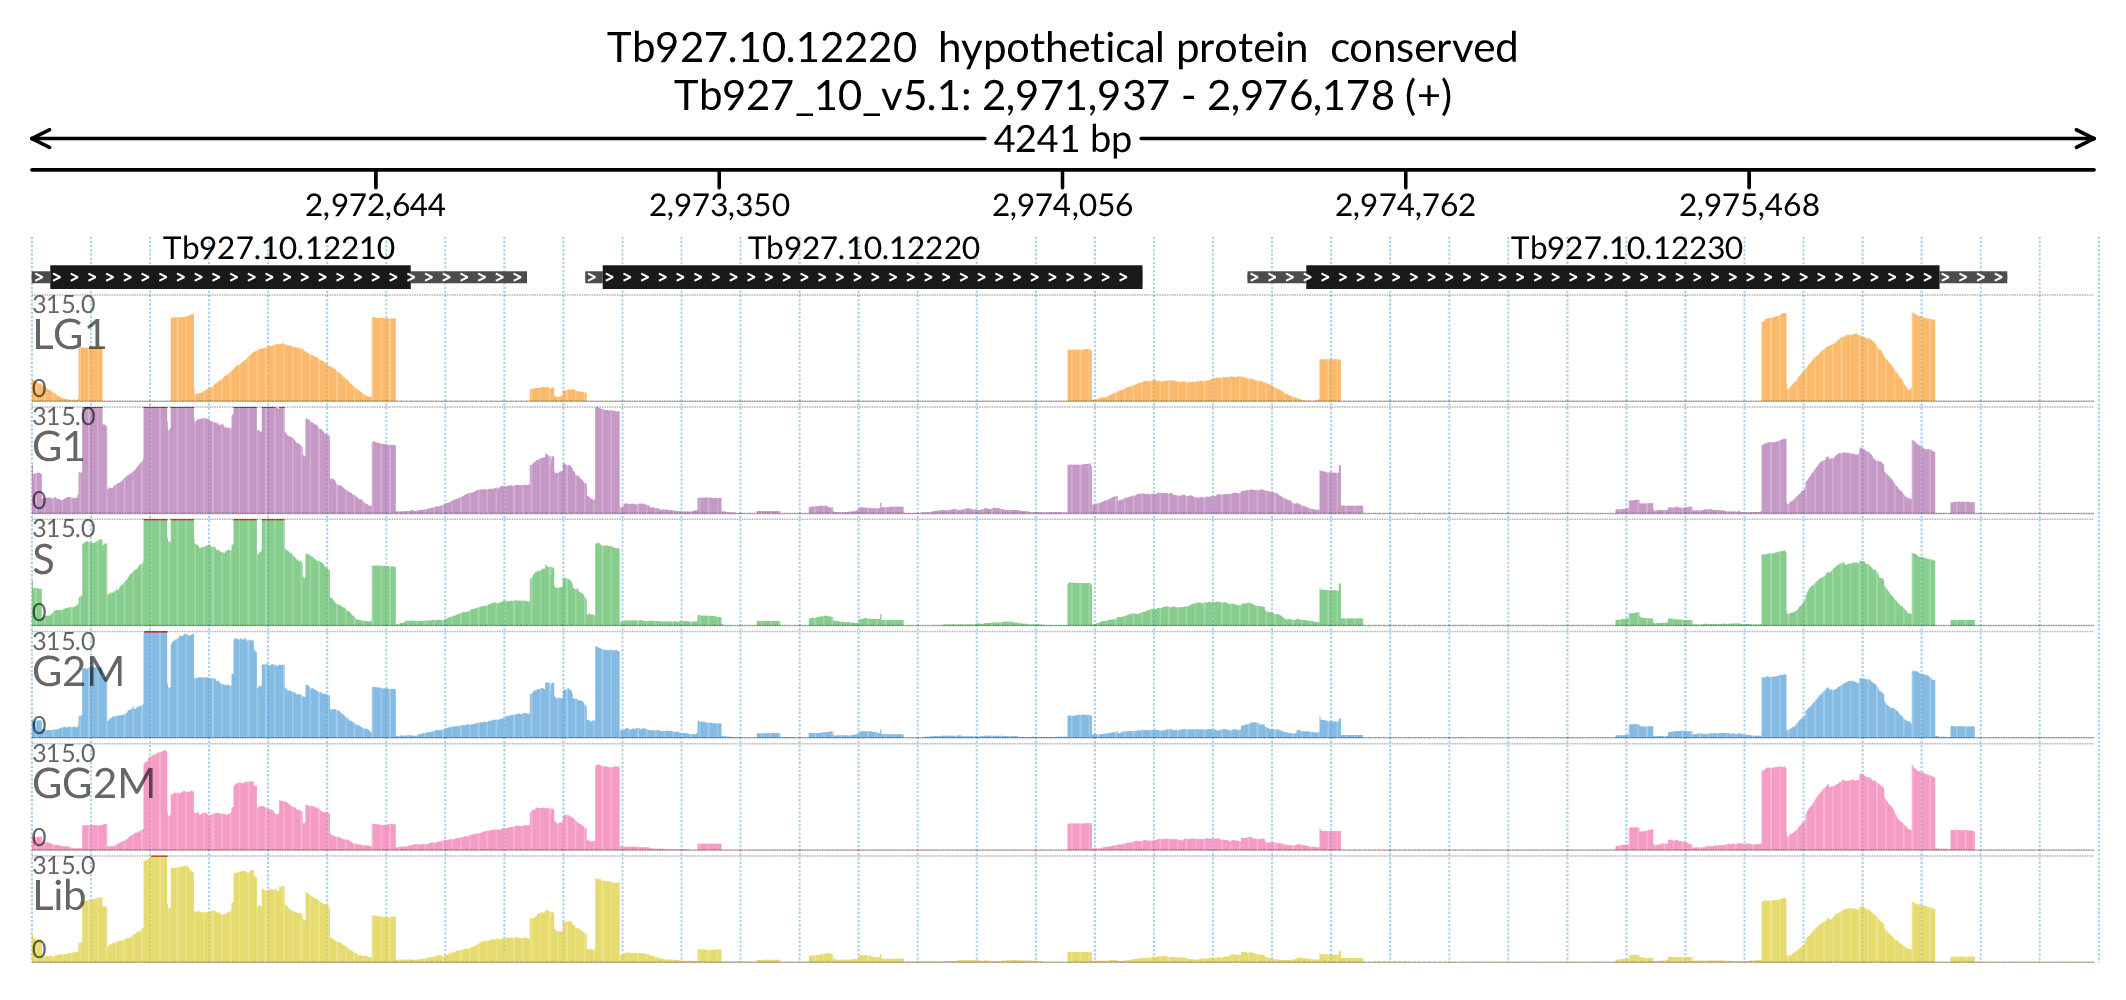 Tb927.10.12220  hypothetical protein  conserved
Tb927_10_v5.1: 2,971,937 - 2,976,178 (+)
4241 bp
2,972,644 2,973,350 2,974,056 2,974,762 2,975,468
Tb927.10.12210 Tb927.10.12220 Tb927.10.12230
315.0
LG1
0
315.0
G1
0
315.0
S
0
315.0
G2M
0
315.0
GG2M
0
315.0
Lib
0